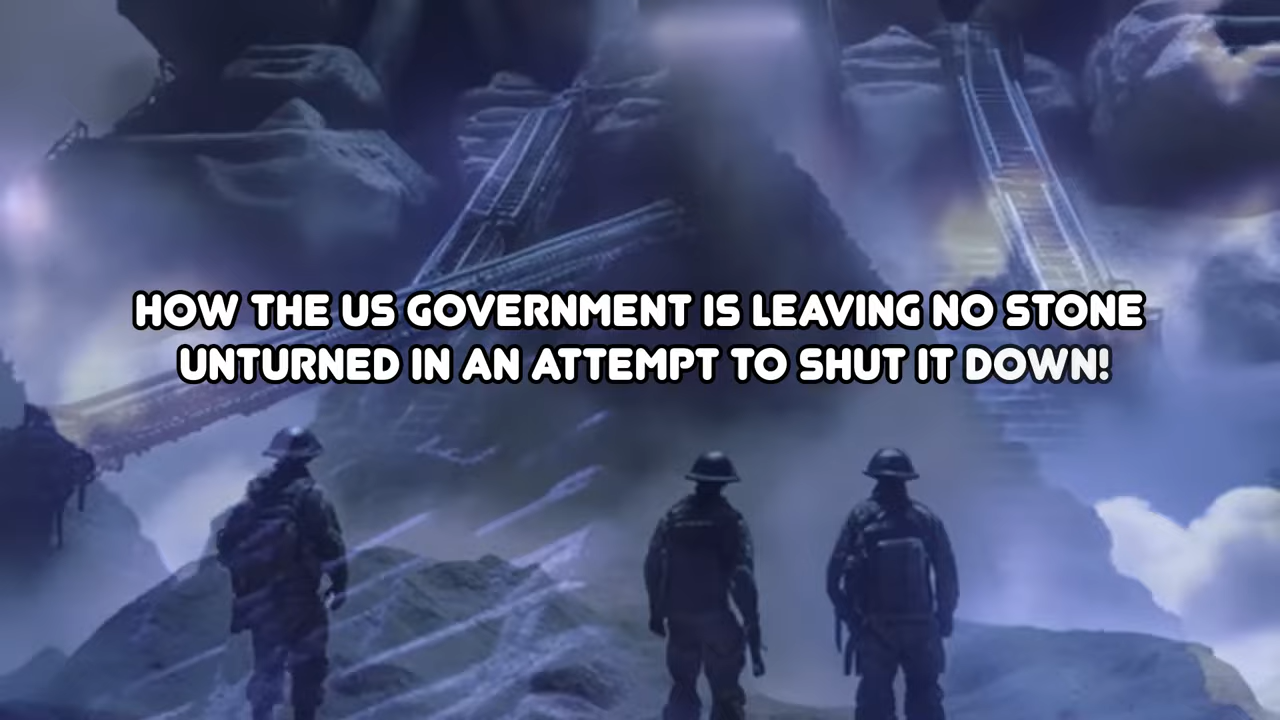 HOW THE US GOVERNMENT IS LEAVING NO STONE
UNTURNED IN AN ATTEMPT TO SHUT IT DOWN!